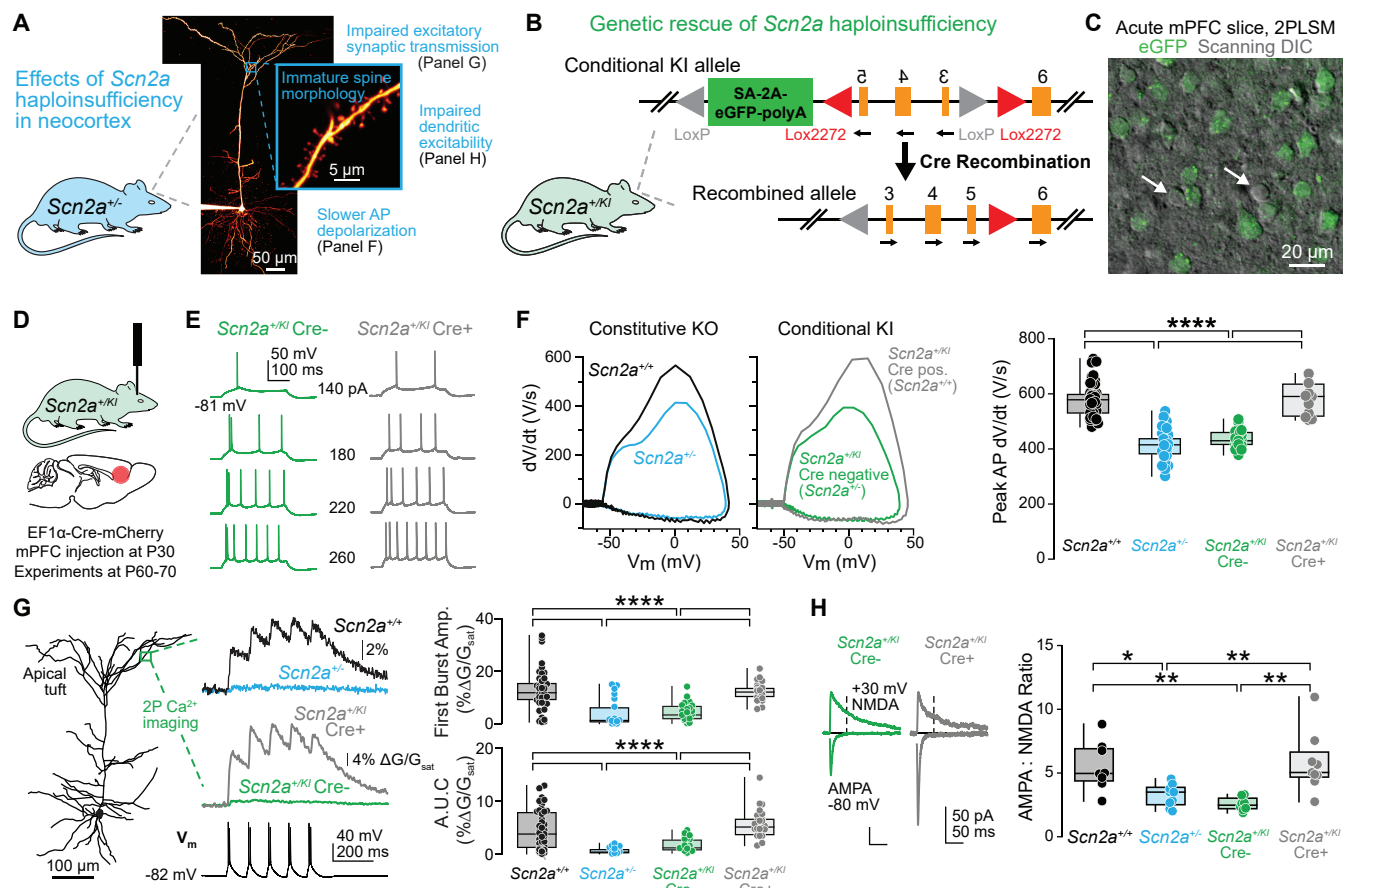 A
Effects of Scn2a
haploinsufficiency
in neocortex
Scn2a+/-
Impaired excitatory
synaptic transmission
(Panel G)
Immature spine
morphology
5 µm
Impaired
dendritic
excitability
(Panel H)
Slower AP
depolarization
(Panel F)
50 µm
B
Genetic rescue of Scn2a haploinsufficiency
Conditional KI allele
SA-2A-
eGFP-polyA
5 4 3 6
LoxP Lox2272 LoxP Lox2272
Cre Recombination
Recombined allele
3 4 5 6
Scn2a+/KI
C
Acute mPFC slice, 2PLSM
eGFP Scanning DIC
20 µm
D
Scn2a+/KI
EF1α-Cre-mCherry
mPFC injection at P30
Experiments at P60-70
E
Scn2a+/KI Cre- Scn2a+/KI Cre+
50 mV
100 ms
140 pA
-81 mV
180
220
260
F
Constitutive KO
Conditional KI
dV/dt (V/s)
600
400
200
0
-50 0 50
Vm (mV)
Scn2a+/+
Scn2a+/-
Scn2a+/KI
Cre pos.
(Scn2a+/+)
Scn2a+/KI
Cre negative
(Scn2a+/-)
-50 0 50
Vm (mV)
Peak AP dV/dt (V/s)
800
600
400
200
0
****
Scn2a+/+ Scn2a+/- Scn2a+/KI Scn2a+/KI
Cre- Cre+
G
Apical
tuft
2P Ca2+
imaging
100 µm
Scn2a+/+
2%
Scn2a+/-
Scn2a+/KI
Cre+
4% ΔG/Gsat
Scn2a+/KI Cre-
Vm
40 mV
200 ms
-82 mV
First Burst Amp.
(%ΔG/Gsat)
40
20
0
****
A.U.C
(%ΔG/Gsat)
20
10
0
****
Scn2a+/+ Scn2a+/- Scn2a+/KI Scn2a+/KI
Cre- Cre+
H
Scn2a+/KI
Cre-
Scn2a+/KI
Cre+
+30 mV
NMDA
AMPA
-80 mV
50 pA
50 ms
AMPA : NMDA Ratio
15
10
5
0
* **
** **
Scn2a+/+ Scn2a+/- Scn2a+/KI Scn2a+/KI
Cre- Cre+